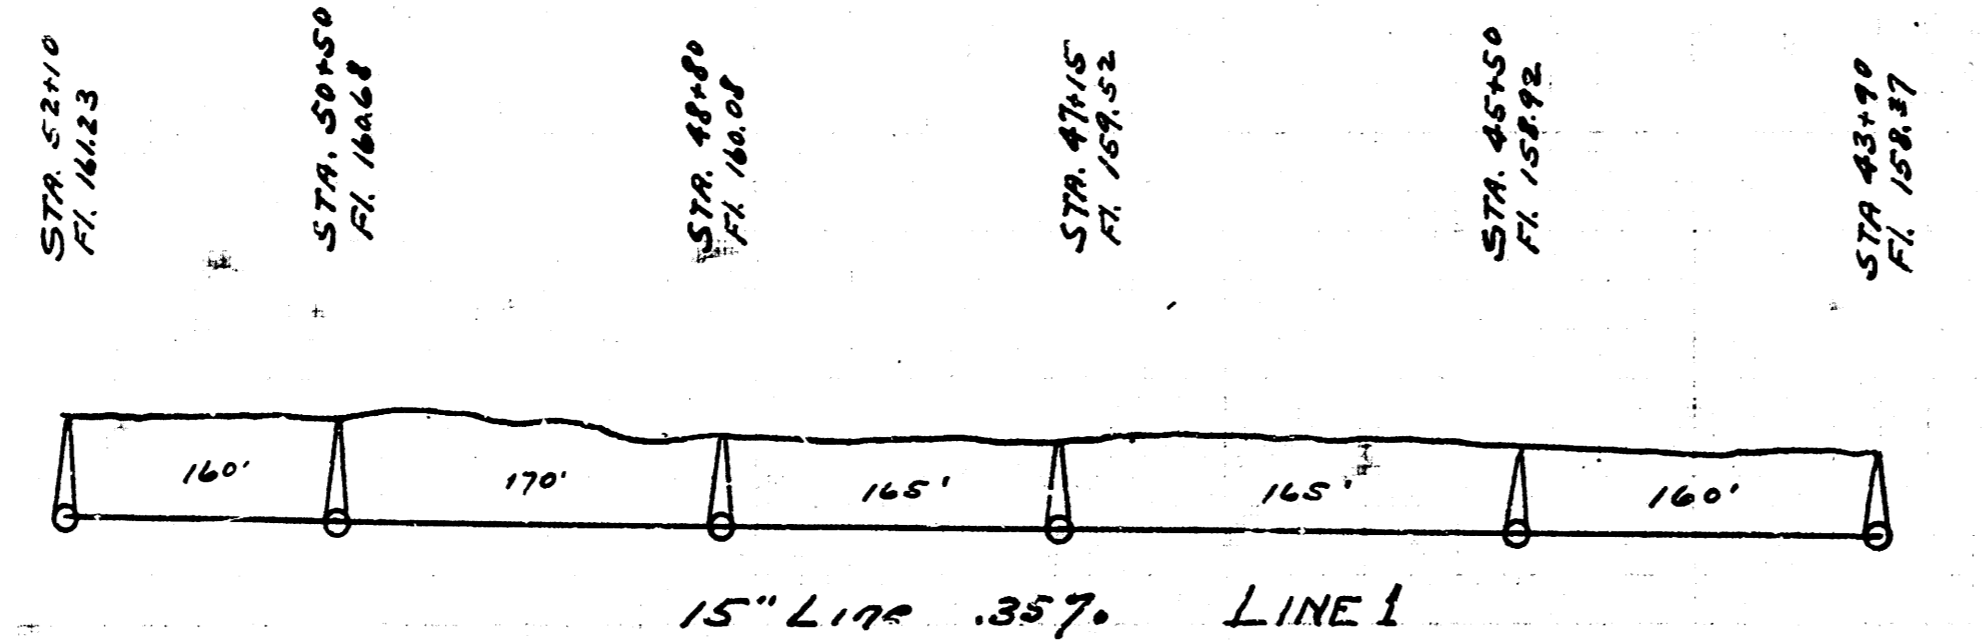 STA. 52+10
Fl. 161.23
STA. 50+50
Fl. 160.68
STA. 48+80
Fl. 160.08
STA. 47+15
Fl. 159.52
STA. 45+50
Fl. 158.92
STA 43+90
Fl. 158.37
160'
170'
165'
165'
160'
15" Line .35%. LINE 1